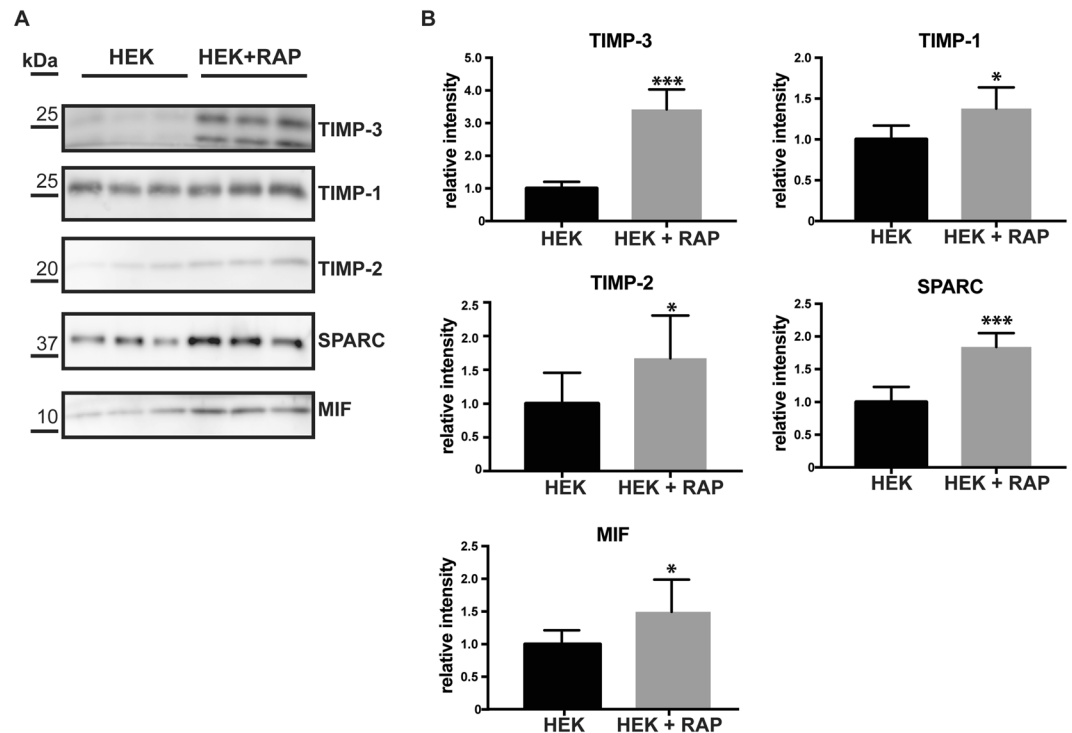 A
kDa
HEK
HEK+RAP
25
TIMP-3
25
TIMP-1
20
TIMP-2
37
SPARC
10
MIF
B
TIMP-3
relative intensity
5.0
4.0
3.0
2.0
1.0
0
***
HEK
HEK + RAP
TIMP-1
relative intensity
2.0
1.5
1.0
0.5
0
*
HEK
HEK + RAP
TIMP-2
relative intensity
2.5
2.0
1.5
1.0
0.5
0
*
HEK
HEK + RAP
SPARC
relative intensity
2.5
2.0
1.5
1.0
0.5
0
***
HEK
HEK + RAP
MIF
relative intensity
2.5
2.0
1.5
1.0
0.5
0
*
HEK
HEK + RAP